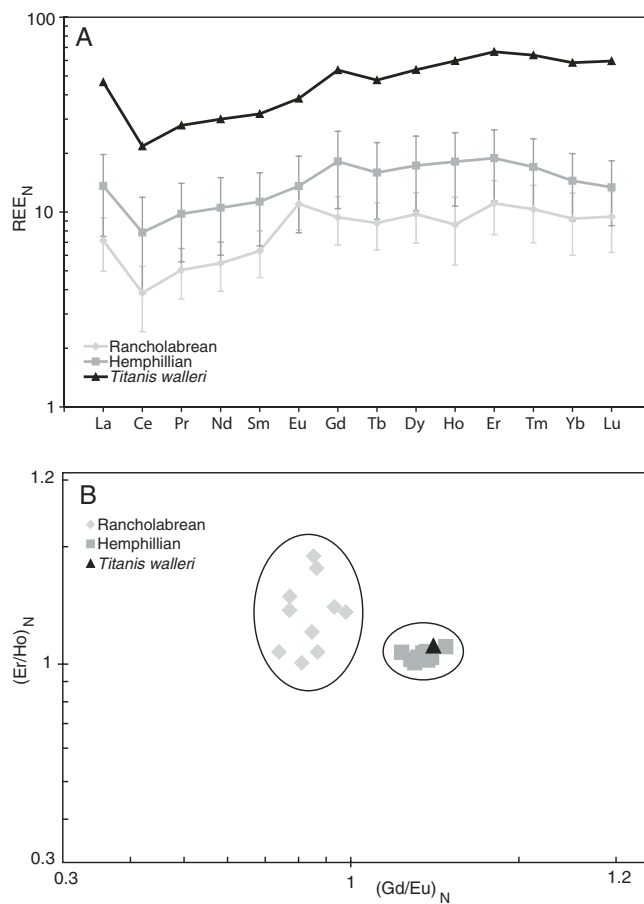 A
100
10
1
REE_N
Rancholabrean
Hemphillian
Titanis walleri
La Ce Pr Nd Sm Eu Gd Tb Dy Ho Er Tm Yb Lu
B
1.2
Rancholabrean
Hemphillian
Titanis walleri
(Er/Ho)_N
1
0.3
0.3 1 1.2
(Gd/Eu)_N